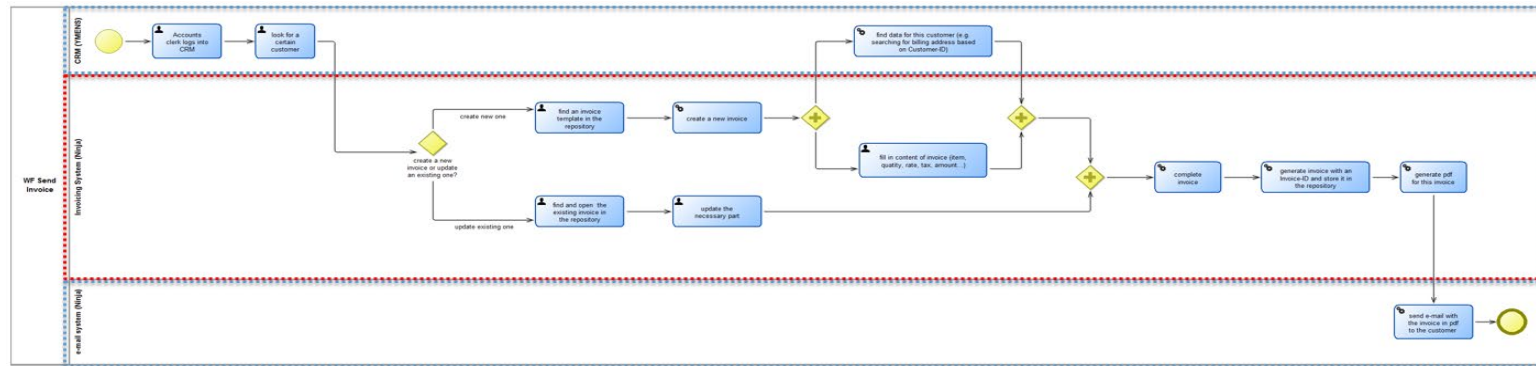 WF Send
Invoice
CRM (YMENS)
Accounts
clerk logs into
CRM
look for a
certain
customer
find data for this customer (e.g.
searching for billing address based
on Customer-ID)
Invoicing System (Ninja)
create a new
invoice or update
an existing one?
create new one
find an invoice
template in the
repository
create a new invoice
fill in content of invoice (item,
quatity, rate, tax, amount...)
update existing one
find and open the
existing invoice in
the repository
update the
necessary part
complete
invoice
generate invoice with an
Invoice-ID and store it in
the repository
generate pdf
for this invoice
e-mail system (Ninja)
send e-mail with
the invoice in pdf
to the customer